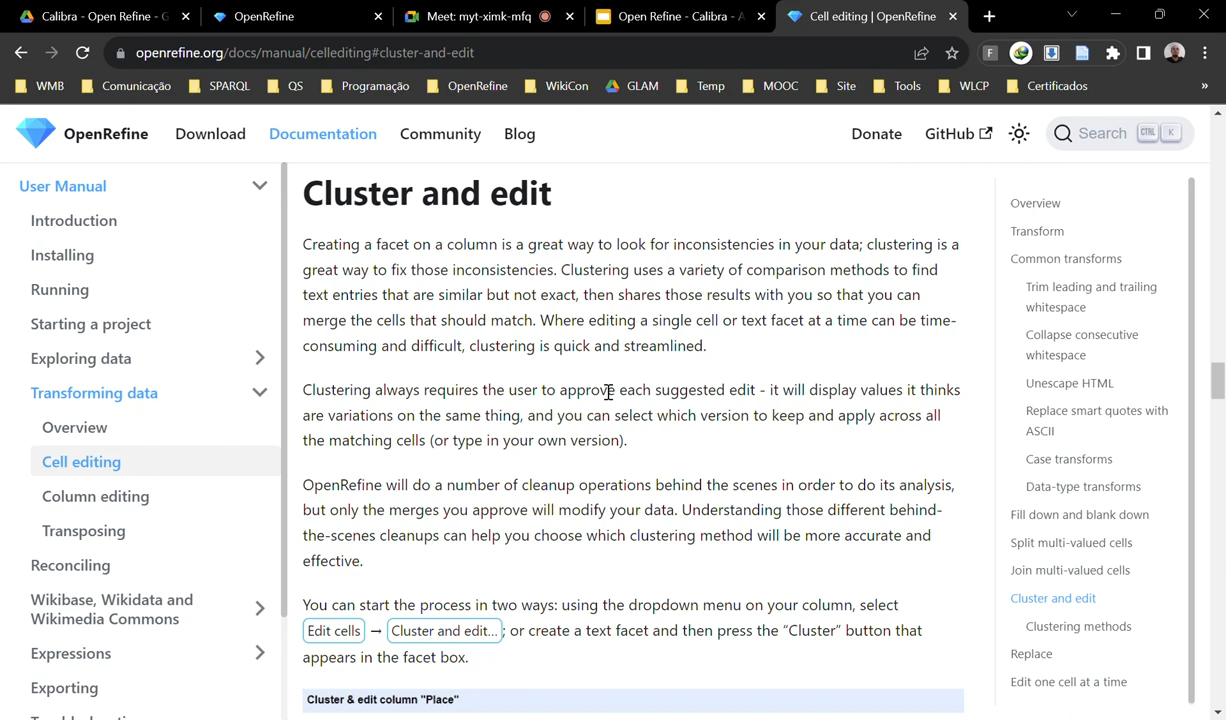 Calibra - Open Refine - G
OpenRefine
Meet: myt-ximk-mfq
Open Refine - Calibra - A
Cell editing | OpenRefine
openrefine.org/docs/manual/cellediting#cluster-and-edit
F
WMB
Comunicação
SPARQL
QS
Programação
OpenRefine
WikiCon
GLAM
Temp
MOOC
Site
Tools
WLCP
Certificados
»
OpenRefine
Download
Documentation
Community
Blog
Donate
GitHub
Search CTRL K
User Manual
Introduction
Installing
Running
Starting a project
Exploring data
Transforming data
Overview
Cell editing
Column editing
Transposing
Reconciling
Wikibase, Wikidata and
Wikimedia Commons
Expressions
Exporting
Cluster and edit
Creating a facet on a column is a great way to look for inconsistencies in your data; clustering is a
great way to fix those inconsistencies. Clustering uses a variety of comparison methods to find
text entries that are similar but not exact, then shares those results with you so that you can
merge the cells that should match. Where editing a single cell or text facet at a time can be time-
consuming and difficult, clustering is quick and streamlined.
Clustering always requires the user to approve each suggested edit - it will display values it thinks
are variations on the same thing, and you can select which version to keep and apply across all
the matching cells (or type in your own version).
OpenRefine will do a number of cleanup operations behind the scenes in order to do its analysis,
but only the merges you approve will modify your data. Understanding those different behind-
the-scenes cleanups can help you choose which clustering method will be more accurate and
effective.
You can start the process in two ways: using the dropdown menu on your column, select
Edit cells → Cluster and edit... ; or create a text facet and then press the “Cluster” button that
appears in the facet box.
Cluster & edit column "Place"
Overview
Transform
Common transforms
Trim leading and trailing
whitespace
Collapse consecutive
whitespace
Unescape HTML
Replace smart quotes with
ASCII
Case transforms
Data-type transforms
Fill down and blank down
Split multi-valued cells
Join multi-valued cells
Cluster and edit
Clustering methods
Replace
Edit one cell at a time